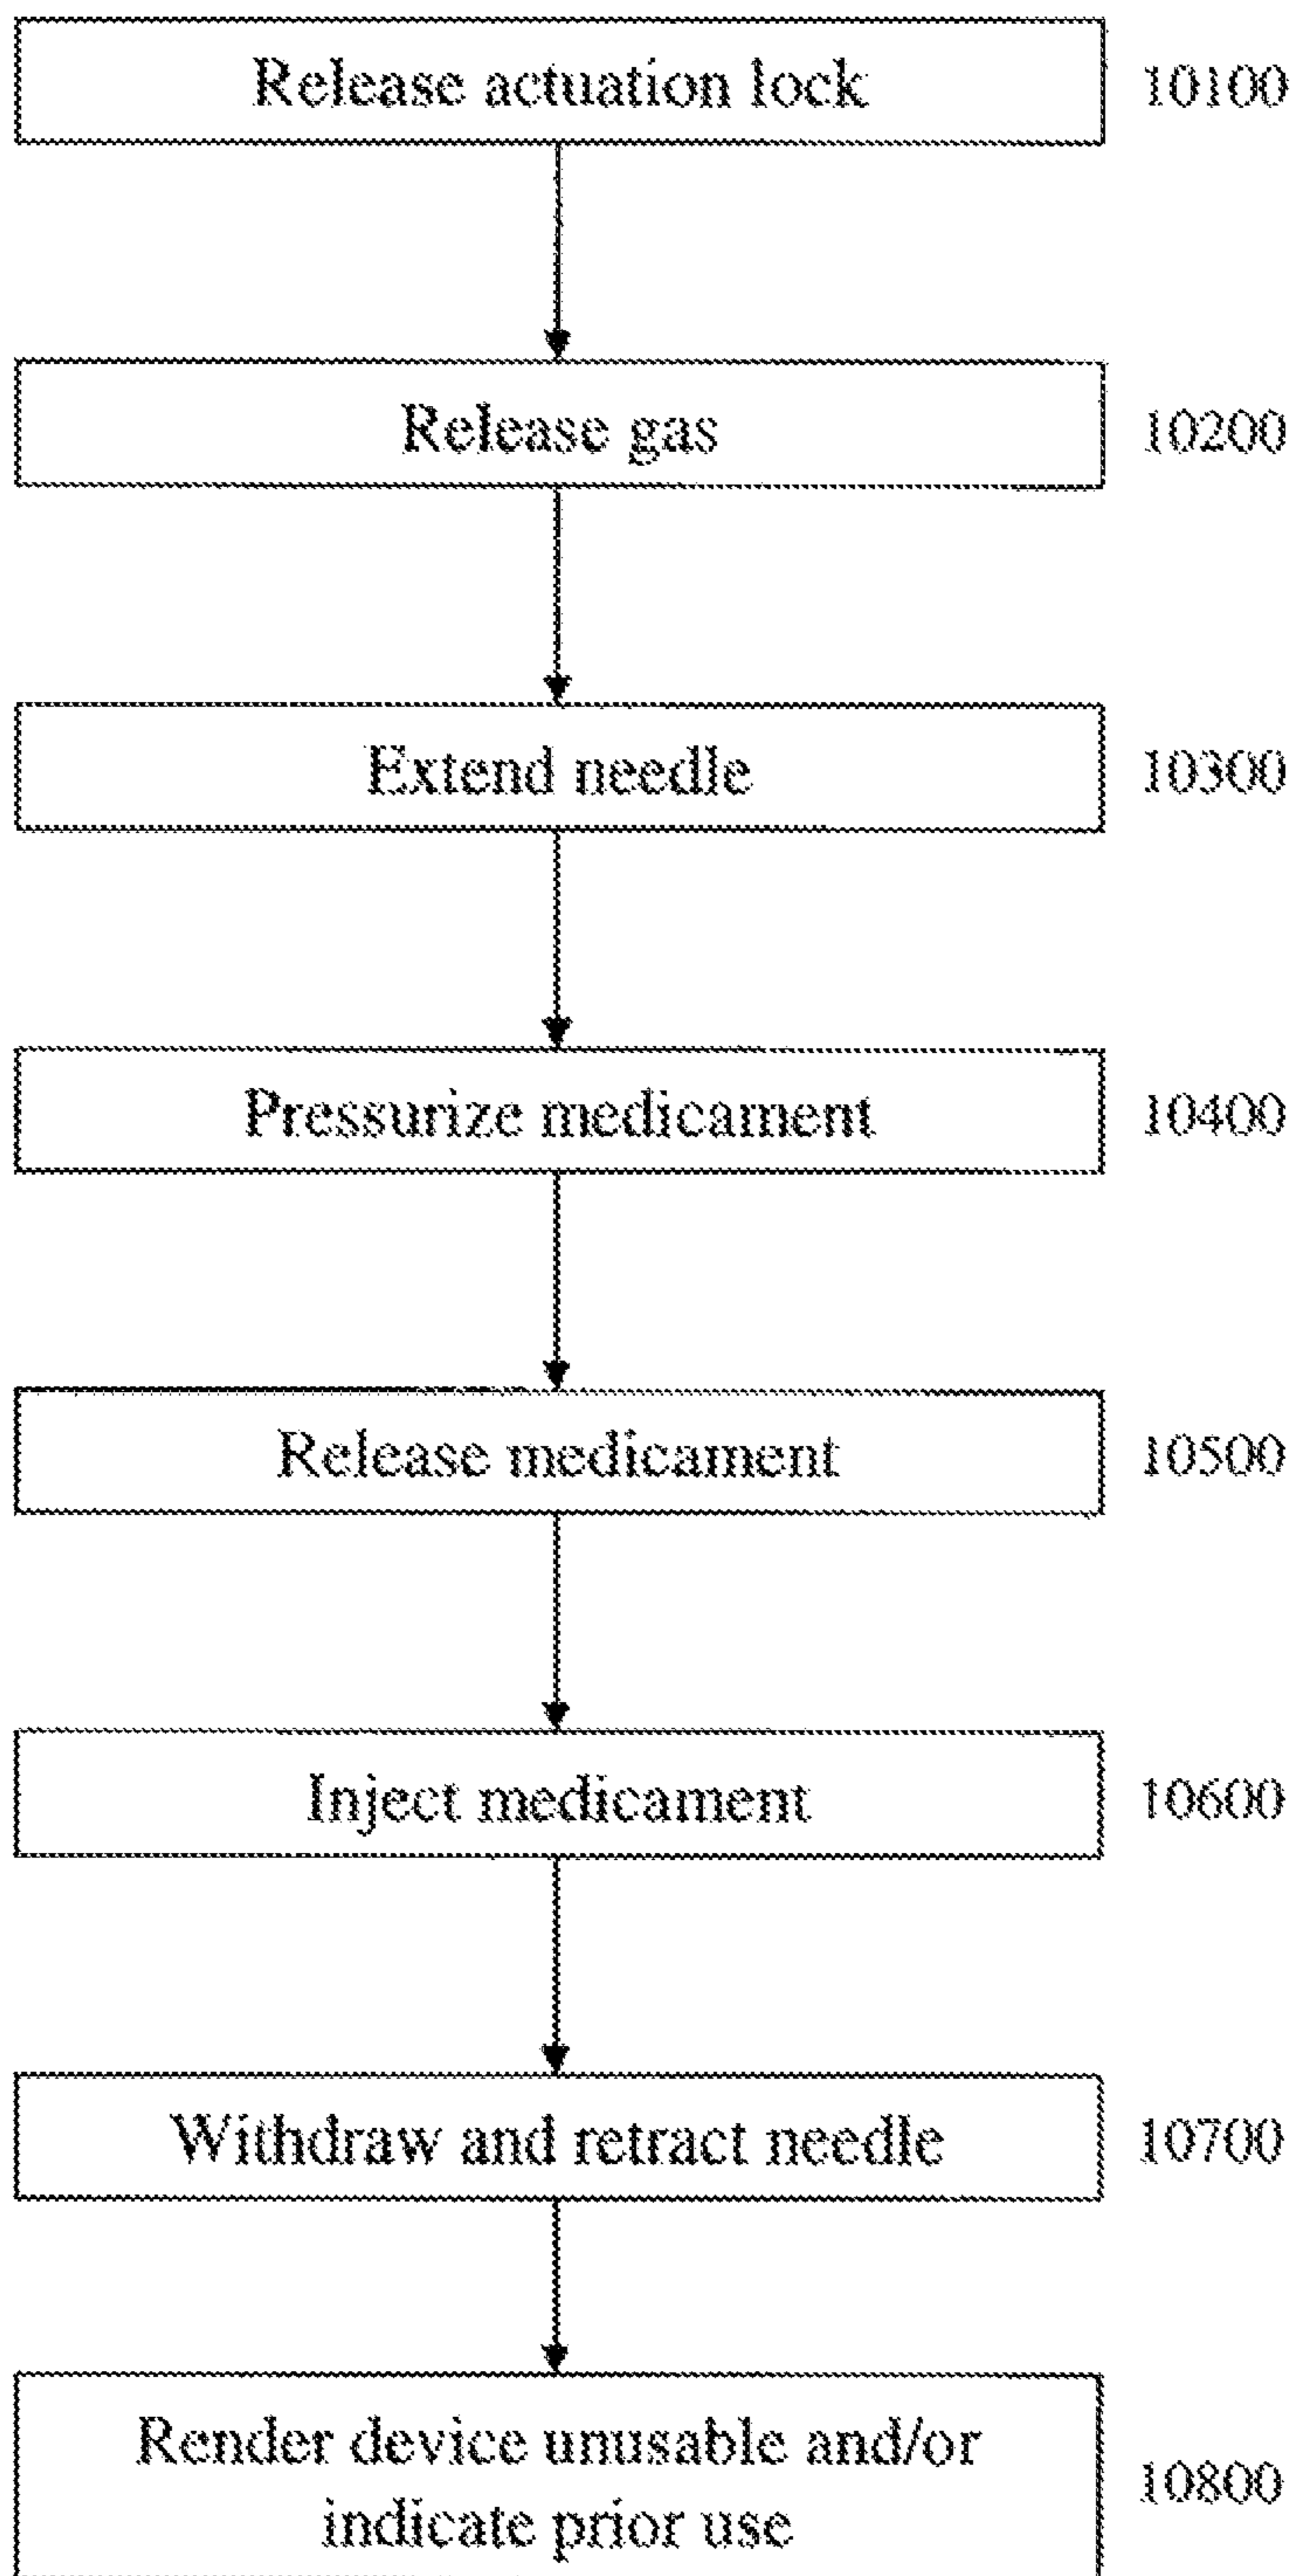 Release actuation lock 10100
Release gas 10200
Extend needle 10300
Pressurize medicament 10400
Release medicament 10500
Inject medicament 10600
Withdraw and retract needle 10700
Render device unusable and/or
indicate prior use
10800